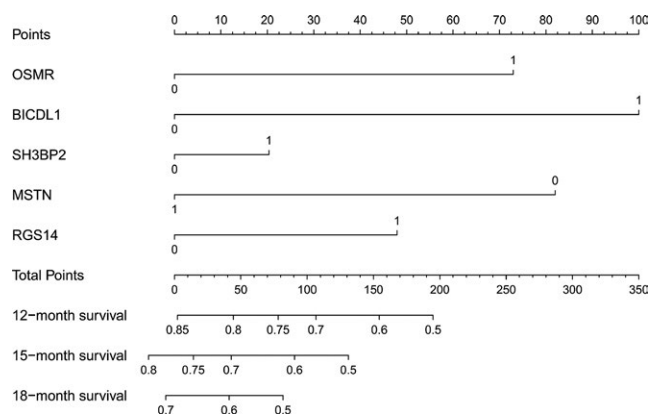 Points 0 10 20 30 40 50 60 70 80 90 100
OSMR 0 1
BICDL1 0 1
SH3BP2 0 1
MSTN 1 0
RGS14 0 1
Total Points 0 50 100 150 200 250 300 350
12−month survival 0.85 0.8 0.75 0.7 0.6 0.5
15−month survival 0.8 0.75 0.7 0.6 0.5
18−month survival 0.7 0.6 0.5